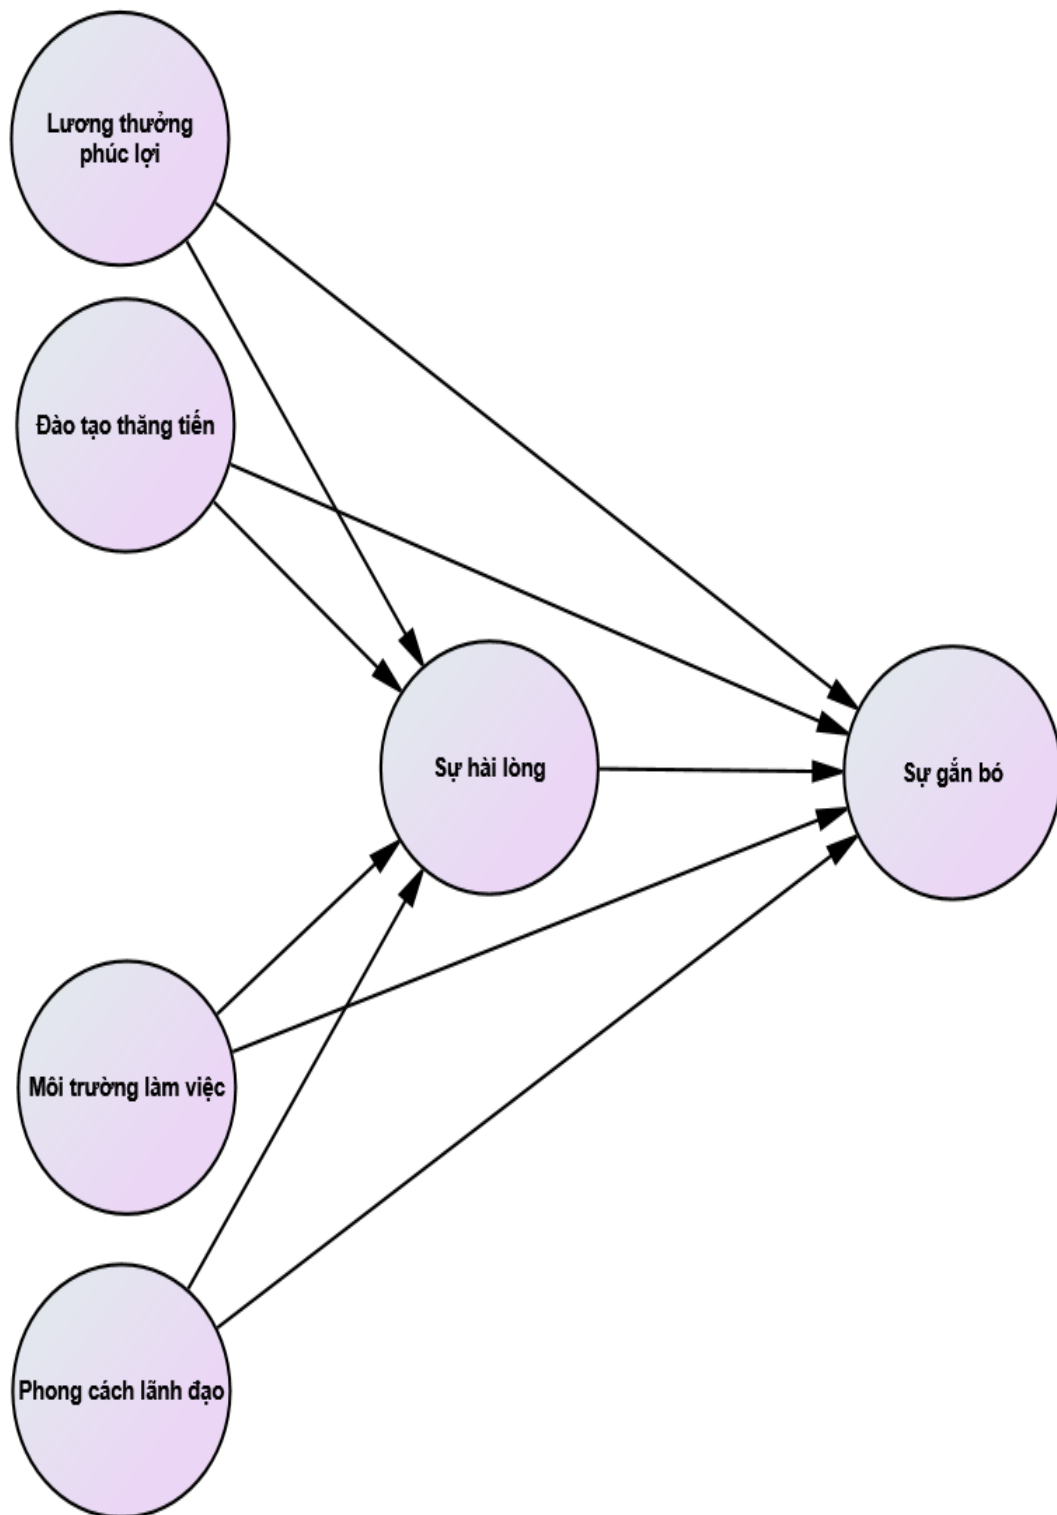 Lương thưởng
phúc lợi
Đào tạo thăng tiến
Sự hài lòng
Sự gắn bó
Môi trường làm việc
Phong cách lãnh đạo